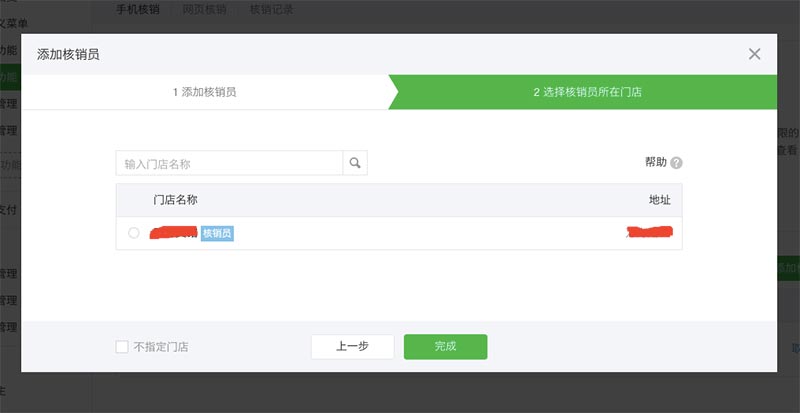 手机核销 网页核销 核销记录
义菜单
功能
添加核销员
功能
1 添加核销员 2 选择核销员所在门店
管理
管理
限的
查看
功能
输入门店名称 帮助 ?
门店名称 地址
支付
核销员
管理
添加核
管理
管理
不指定门店 上一步 完成